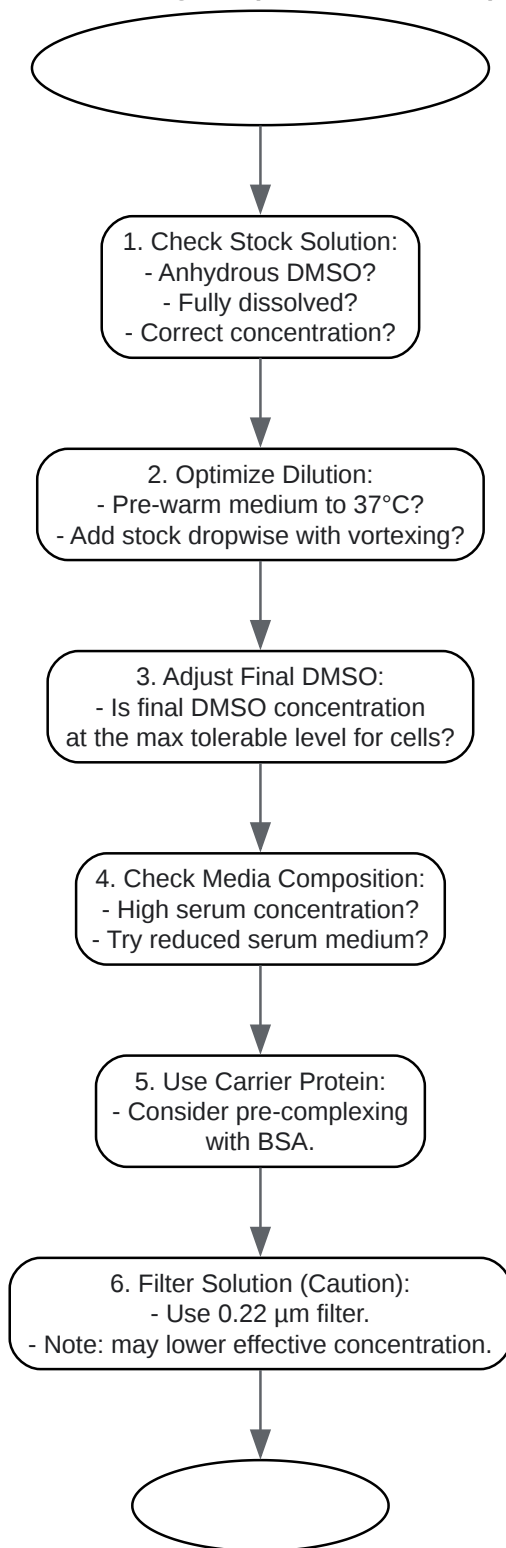 1. Check Stock Solution:
- Anhydrous DMSO?
- Fully dissolved?
- Correct concentration?
2. Optimize Dilution:
- Pre-warm medium to 37°C?
- Add stock dropwise with vortexing?
3. Adjust Final DMSO:
- Is final DMSO concentration
at the max tolerable level for cells?
4. Check Media Composition:
- High serum concentration?
- Try reduced serum medium?
5. Use Carrier Protein:
- Consider pre-complexing
with BSA.
6. Filter Solution (Caution):
- Use 0.22 µm filter.
- Note: may lower effective concentration.